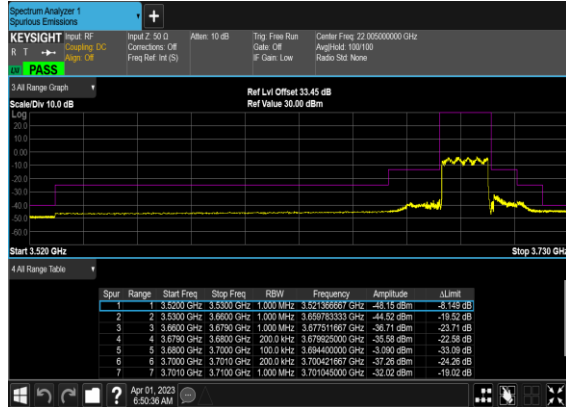 Spectrum Analyzer 1
Spurious Emissions
KEYSIGHT Input: RF Input Z: 50 Ω Atten: 10 dB Trig: Free Run Center Freq: 22.005000000 GHz
R T Coupling: DC Corrections: Off Gate: Off Avg|Hold: 100/100
Align: Off Freq Ref: Int (S) IF Gain: Low Radio Std: None
PASS
3 All Range Graph
Ref Lvl Offset 33.45 dB
Scale/Div 10.0 dB Ref Value 30.00 dBm
Log
20.0
10.0
0.00
-10.0
-20.0
-30.0
-40.0
-50.0
-60.0
Start 3.520 GHz Stop 3.730 GHz
4 All Range Table
Spur Range Start Freq Stop Freq RBW Frequency Amplitude ΔLimit
1 1 3.5200 GHz 3.5300 GHz 1.000 MHz 3.521366667 GHz -48.15 dBm -8.149 dB
2 2 3.5300 GHz 3.6600 GHz 1.000 MHz 3.659783333 GHz -44.52 dBm -19.52 dB
3 3 3.6600 GHz 3.6790 GHz 1.000 MHz 3.677511667 GHz -36.71 dBm -23.71 dB
4 4 3.6790 GHz 3.6800 GHz 200.0 kHz 3.679925000 GHz -35.58 dBm -22.58 dB
5 5 3.6800 GHz 3.7000 GHz 100.0 kHz 3.694400000 GHz -3.090 dBm -33.09 dB
6 6 3.7000 GHz 3.7010 GHz 200.0 kHz 3.700421667 GHz -37.26 dBm -24.26 dB
7 7 3.7010 GHz 3.7100 GHz 1.000 MHz 3.701045000 GHz -32.02 dBm -19.02 dB
Apr 01, 2023
6:50:36 AM